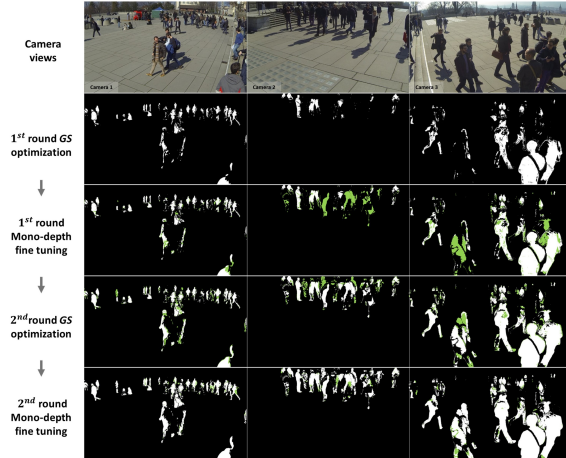 Camera
views
Camera 1
Camera 2
Camera 3
1st round GS
optimization
1st round
Mono-depth
fine tuning
2nd round GS
optimization
2nd round
Mono-depth
fine tuning